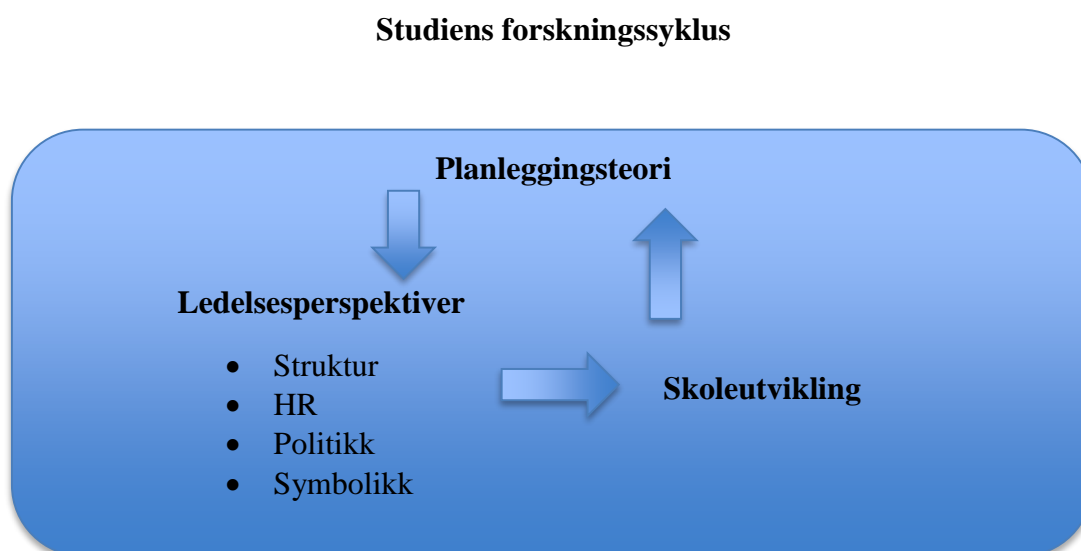 Studiens forskningssyklus
Planleggingsteori
Ledelsesperspektiver
• Struktur
• HR
• Politikk
• Symbolikk
Skoleutvikling